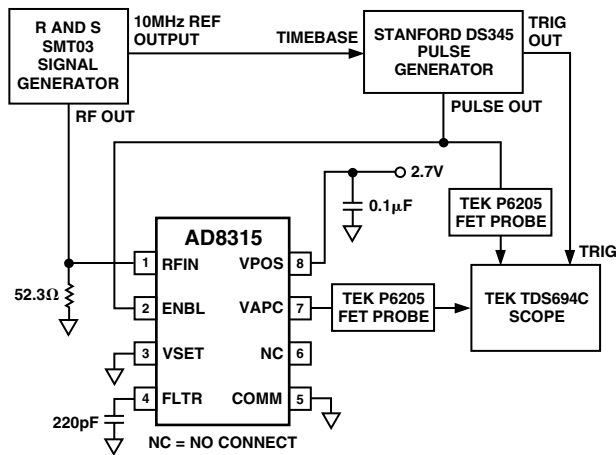 R AND S
SMT03
SIGNAL
GENERATOR
10MHz REF
OUTPUT
TIMEBASE
STANFORD DS345
PULSE
GENERATOR
TRIG
OUT
RF OUT
PULSE OUT
2.7V
0.1μF
TEK P6205
FET PROBE
TRIG
AD8315
1 RFIN VPOS 8
52.3Ω
2 ENBL VAPC 7
TEK P6205
FET PROBE
TEK TDS694C
SCOPE
3 VSET NC 6
4 FLTR COMM 5
220pF
NC = NO CONNECT